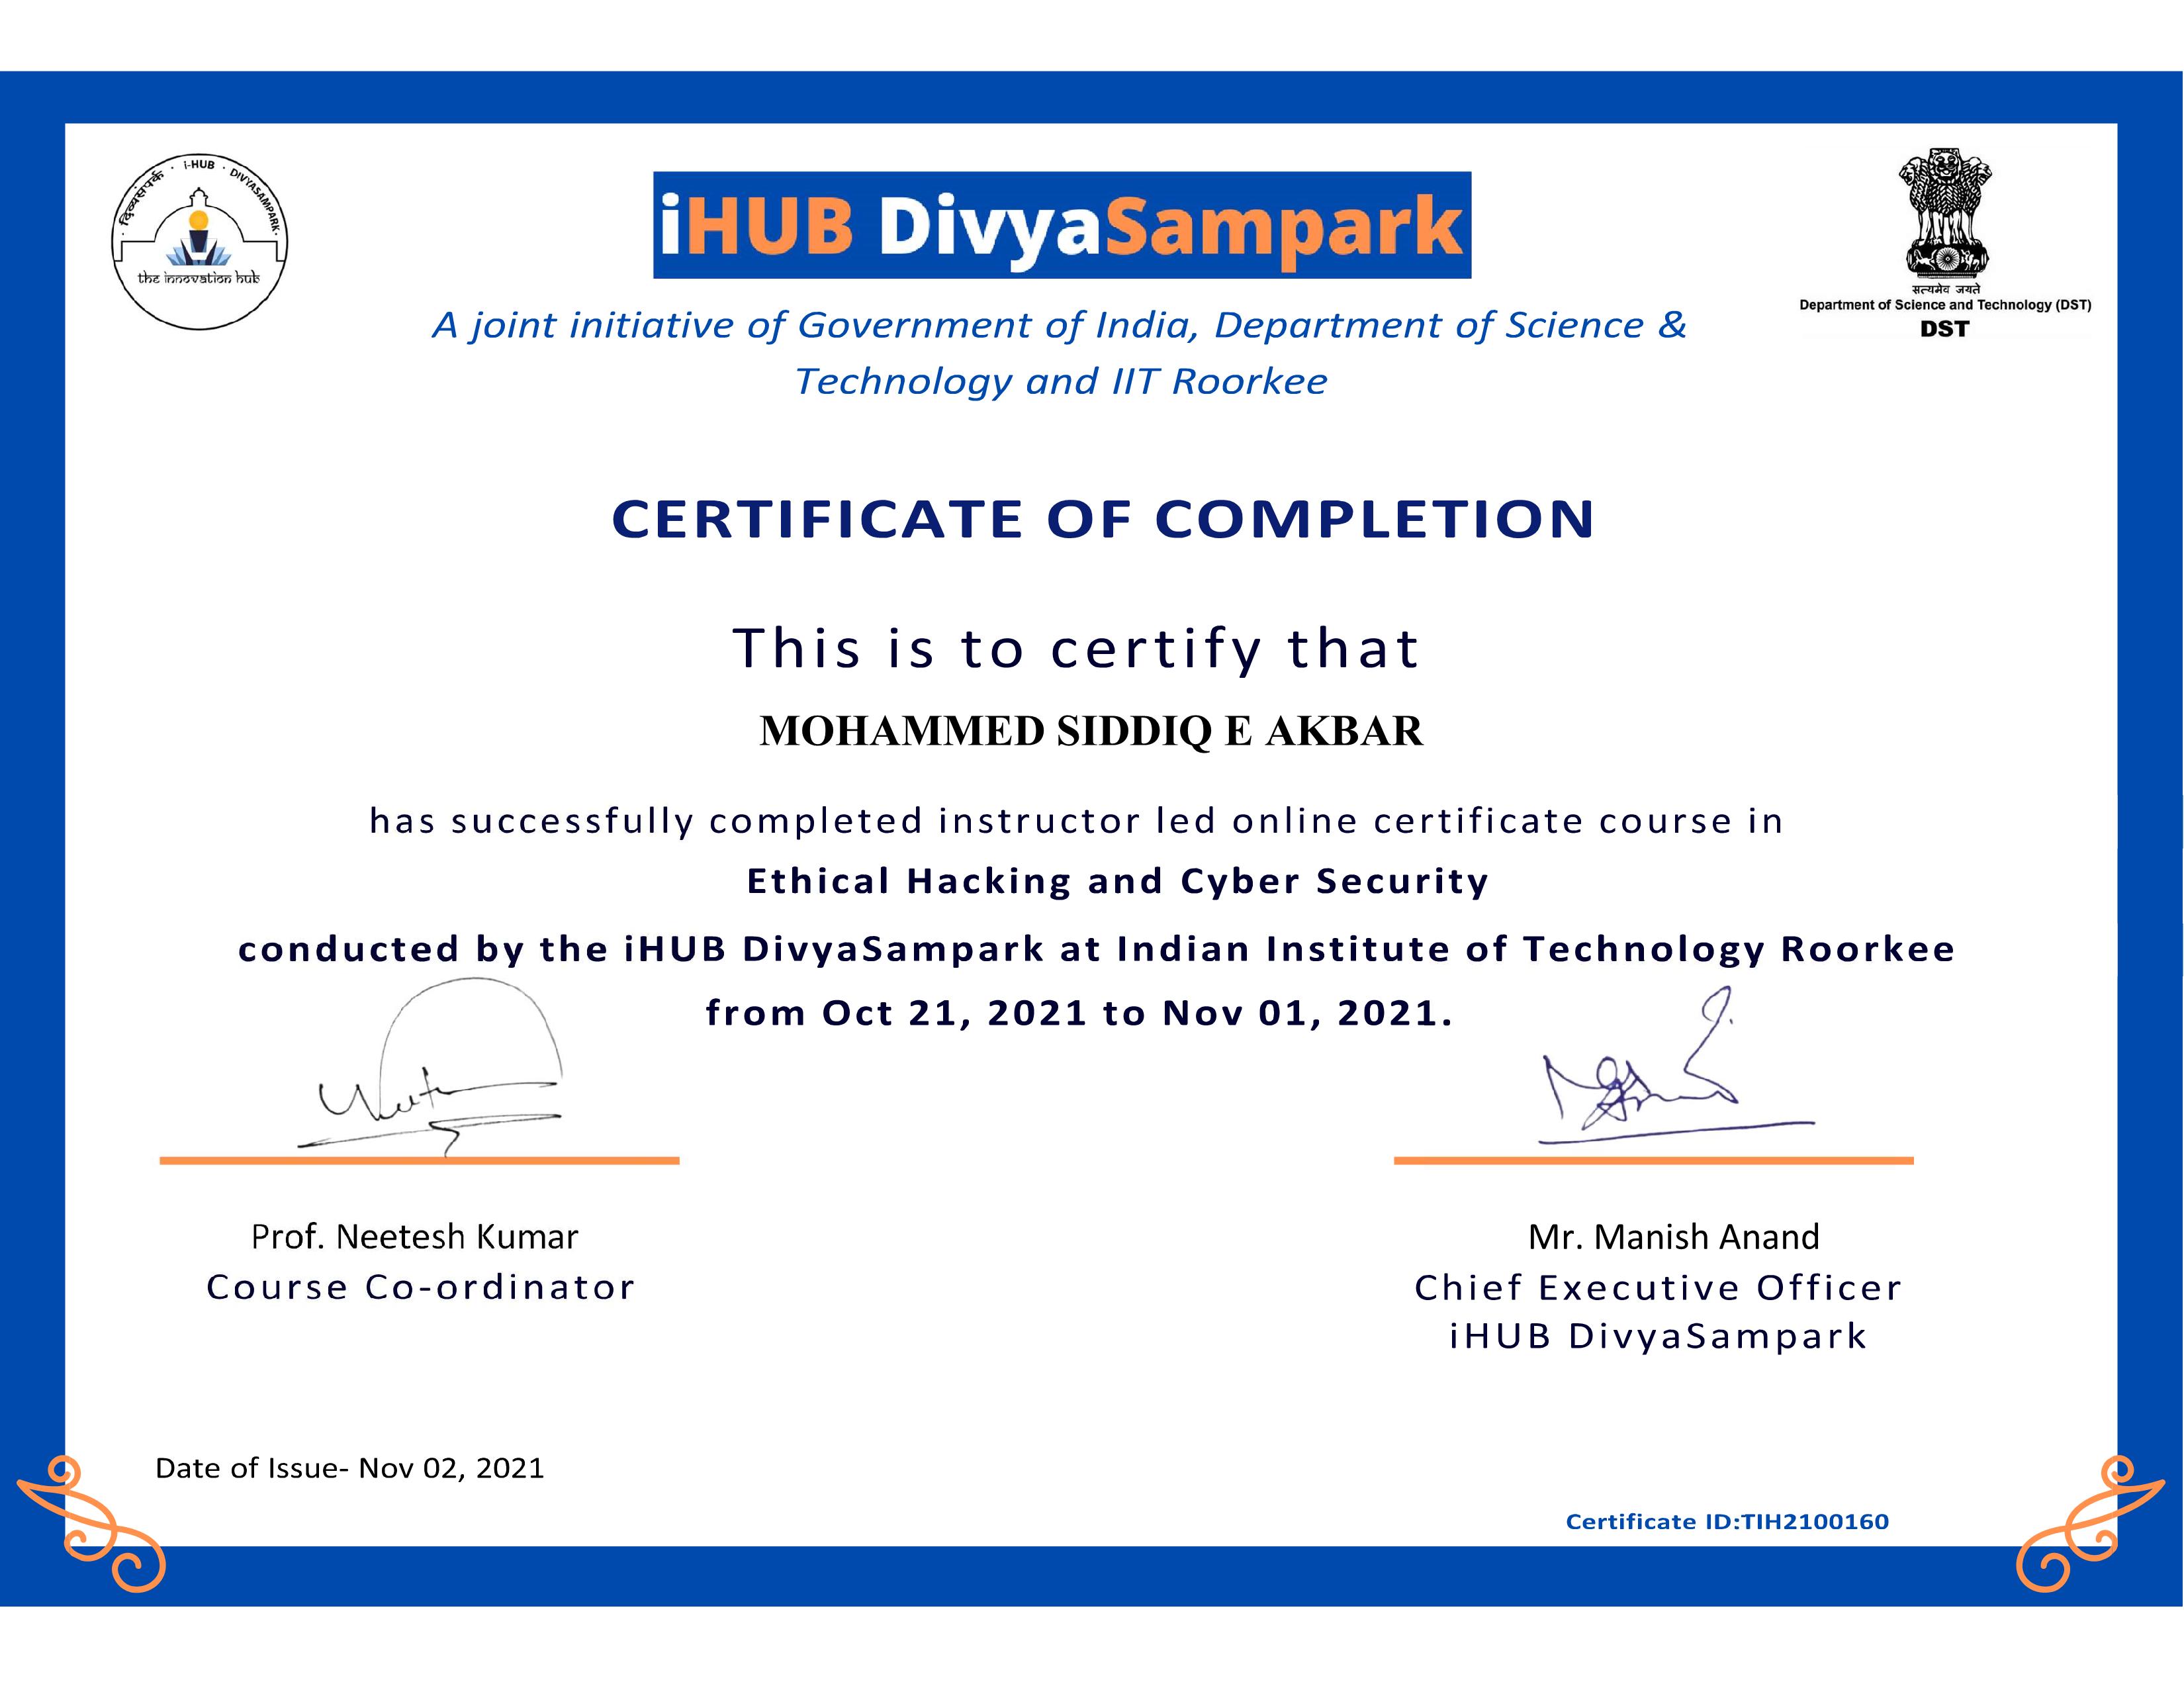 दिव्यसंपर्क · i-HUB · DIVYASAMPARK ·
the innovation hub
iHUB DivyaSampark
सत्यमेव जयते
Department of Science and Technology (DST)
DST
A joint initiative of Government of India, Department of Science &
Technology and IIT Roorkee
CERTIFICATE OF COMPLETION
This is to certify that
MOHAMMED SIDDIQ E AKBAR
has successfully completed instructor led online certificate course in
Ethical Hacking and Cyber Security
conducted by the iHUB DivyaSampark at Indian Institute of Technology Roorkee
from Oct 21, 2021 to Nov 01, 2021.
Prof. Neetesh Kumar
Course Co-ordinator
Mr. Manish Anand
Chief Executive Officer
iHUB DivyaSampark
Date of Issue- Nov 02, 2021
Certificate ID:TIH2100160